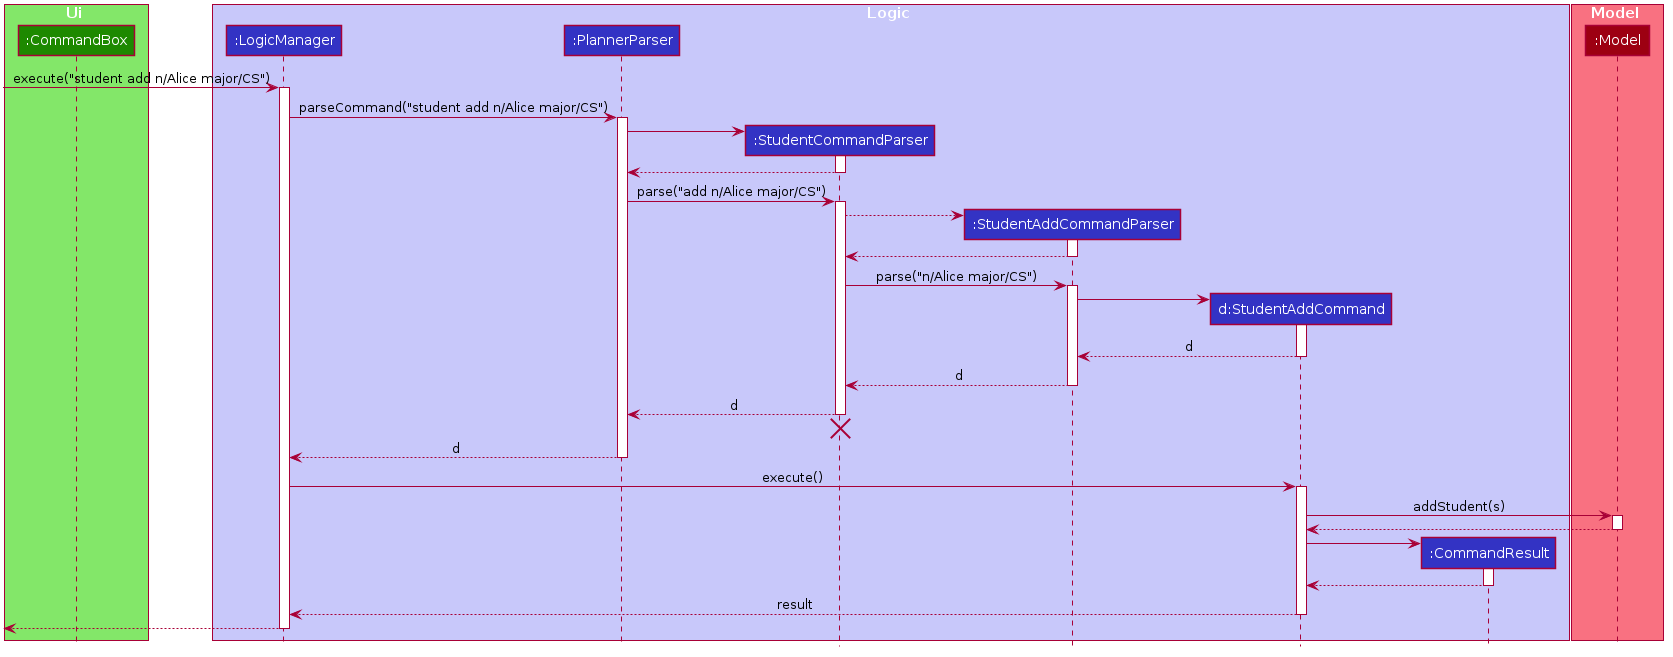 Ui
Logic
Model
:CommandBox
:LogicManager
:PlannerParser
:Model
execute("student add n/Alice major/CS")
parseCommand("student add n/Alice major/CS")
:StudentCommandParser
parse("add n/Alice major/CS")
:StudentAddCommandParser
parse("n/Alice major/CS")
d:StudentAddCommand
d
d
d
d
execute()
addStudent(s)
:CommandResult
result